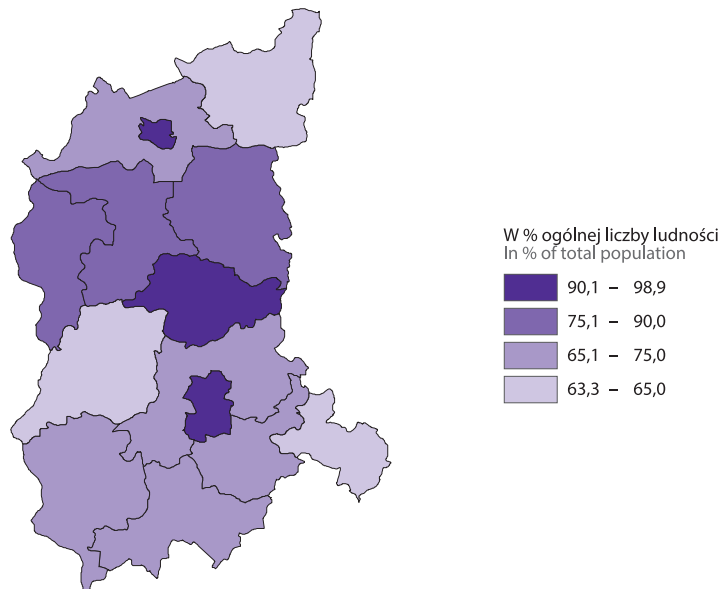 W % ogólnej liczby ludności
In % of total population
90,1 – 98,9
75,1 – 90,0
65,1 – 75,0
63,3 – 65,0